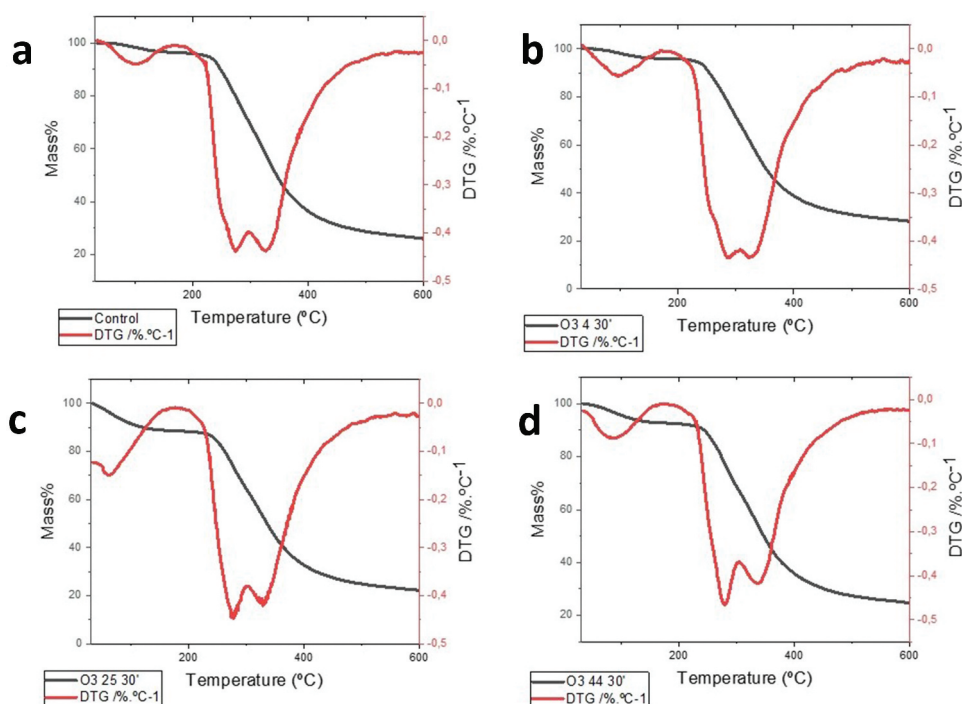 a
100
80
60
40
20
Mass%
0,0
-0,1
-0,2
-0,3
-0,4
-0,5
DTG /%.ºC⁻¹
200
400
600
Temperature (ºC)
Control
DTG /%.ºC-1
b
100
80
60
40
20
Mass%
0,0
-0,1
-0,2
-0,3
-0,4
-0,5
DTG /%.ºC⁻¹
200
400
600
Temperature (ºC)
O3 4 30'
DTG /%.ºC-1
c
100
80
60
40
20
0
Mass%
0,0
-0,1
-0,2
-0,3
-0,4
-0,5
DTG /%.ºC⁻¹
200
400
600
Temperature (ºC)
O3 25 30'
DTG /%.ºC-1
d
100
80
60
40
20
Mass%
0,0
-0,1
-0,2
-0,3
-0,4
-0,5
DTG /%.ºC⁻¹
200
400
600
Temperature (ºC)
O3 44 30'
DTG /%.ºC-1